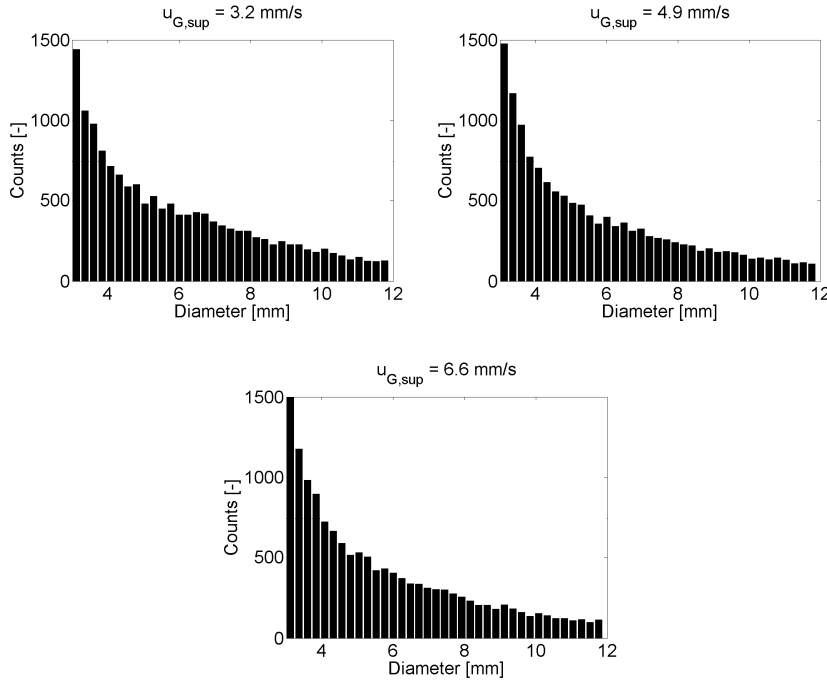 u_G,sup = 3.2 mm/s
1500
1000
500
0
Counts [-]
4 6 8 10 12
Diameter [mm]
u_G,sup = 4.9 mm/s
1500
1000
500
0
Counts [-]
4 6 8 10 12
Diameter [mm]
u_G,sup = 6.6 mm/s
1500
1000
500
0
Counts [-]
4 6 8 10 12
Diameter [mm]